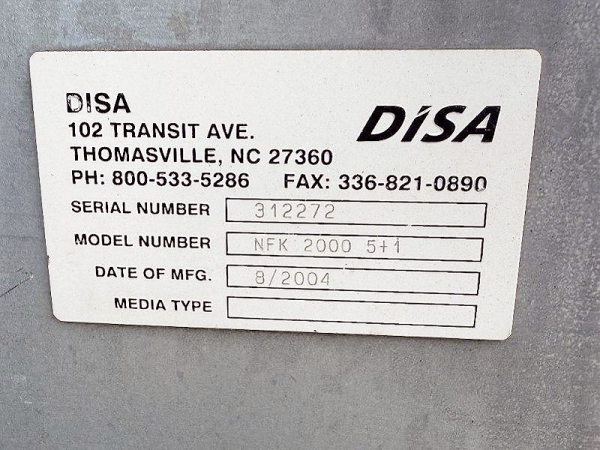 DISA
DÍSA
102 TRANSIT AVE.
THOMASVILLE, NC 27360
PH: 800-533-5286 FAX: 336-821-0890
SERIAL NUMBER 312272
MODEL NUMBER NFK 2000 5+1
DATE OF MFG. 8/2004
MEDIA TYPE